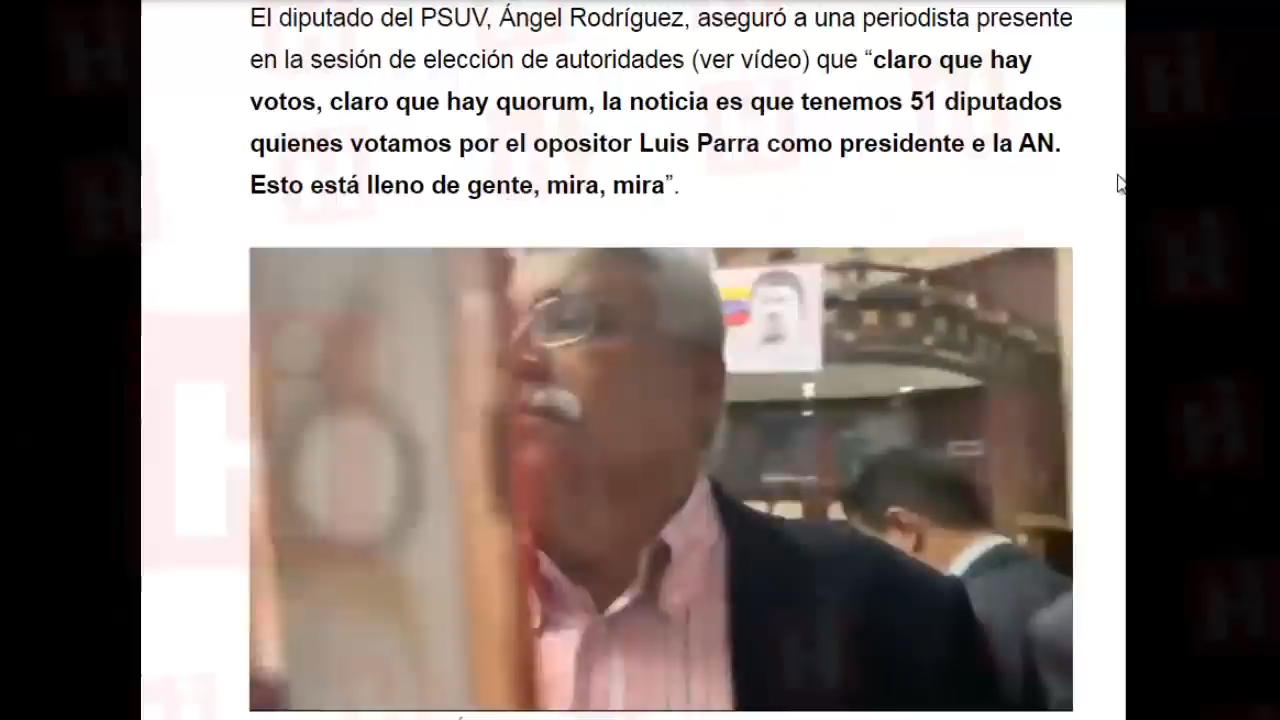 El diputado del PSUV, Ángel Rodríguez, aseguró a una periodista presente
en la sesión de elección de autoridades (ver vídeo) que “claro que hay
votos, claro que hay quorum, la noticia es que tenemos 51 diputados
quienes votamos por el opositor Luis Parra como presidente e la AN.
Esto está lleno de gente, mira, mira”.